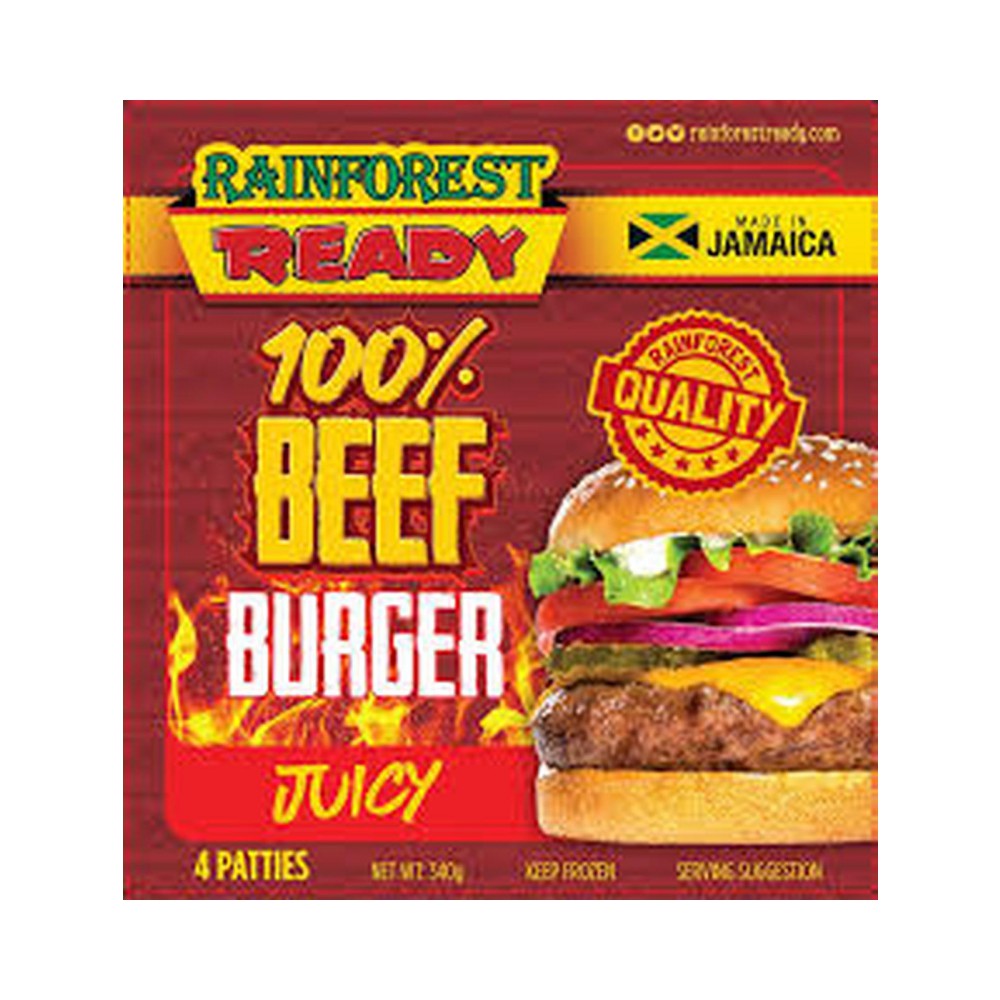 rainforestready.com
RAINFOREST
READY
MADE IN
JAMAICA
100%
BEEF
BURGER
RAINFOREST
QUALITY
JUICY
4 PATTIES
NET WT. 340g
KEEP FROZEN
SERVING SUGGESTION